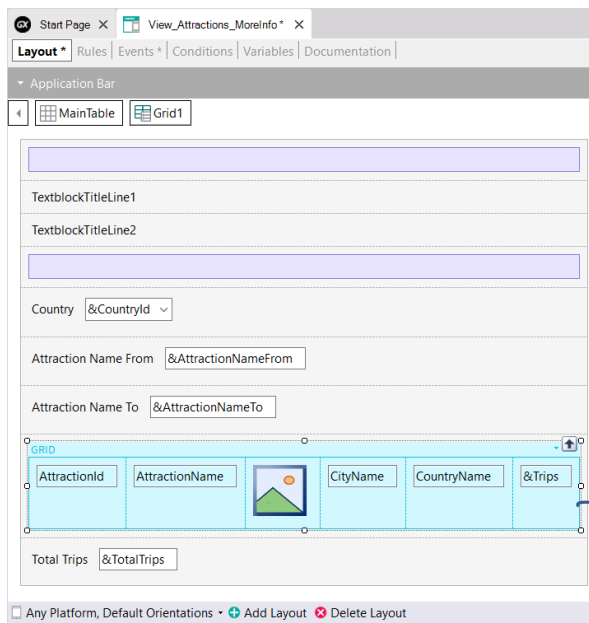 GX Start Page X View_Attractions_MoreInfo * X
Layout * Rules Events * Conditions Variables Documentation
Application Bar
MainTable Grid1
TextblockTitleLine1
TextblockTitleLine2
Country &CountryId
Attraction Name From &AttractionNameFrom
Attraction Name To &AttractionNameTo
GRID
AttractionId AttractionName CityName CountryName &Trips
Total Trips &TotalTrips
Any Platform, Default Orientations Add Layout Delete Layout